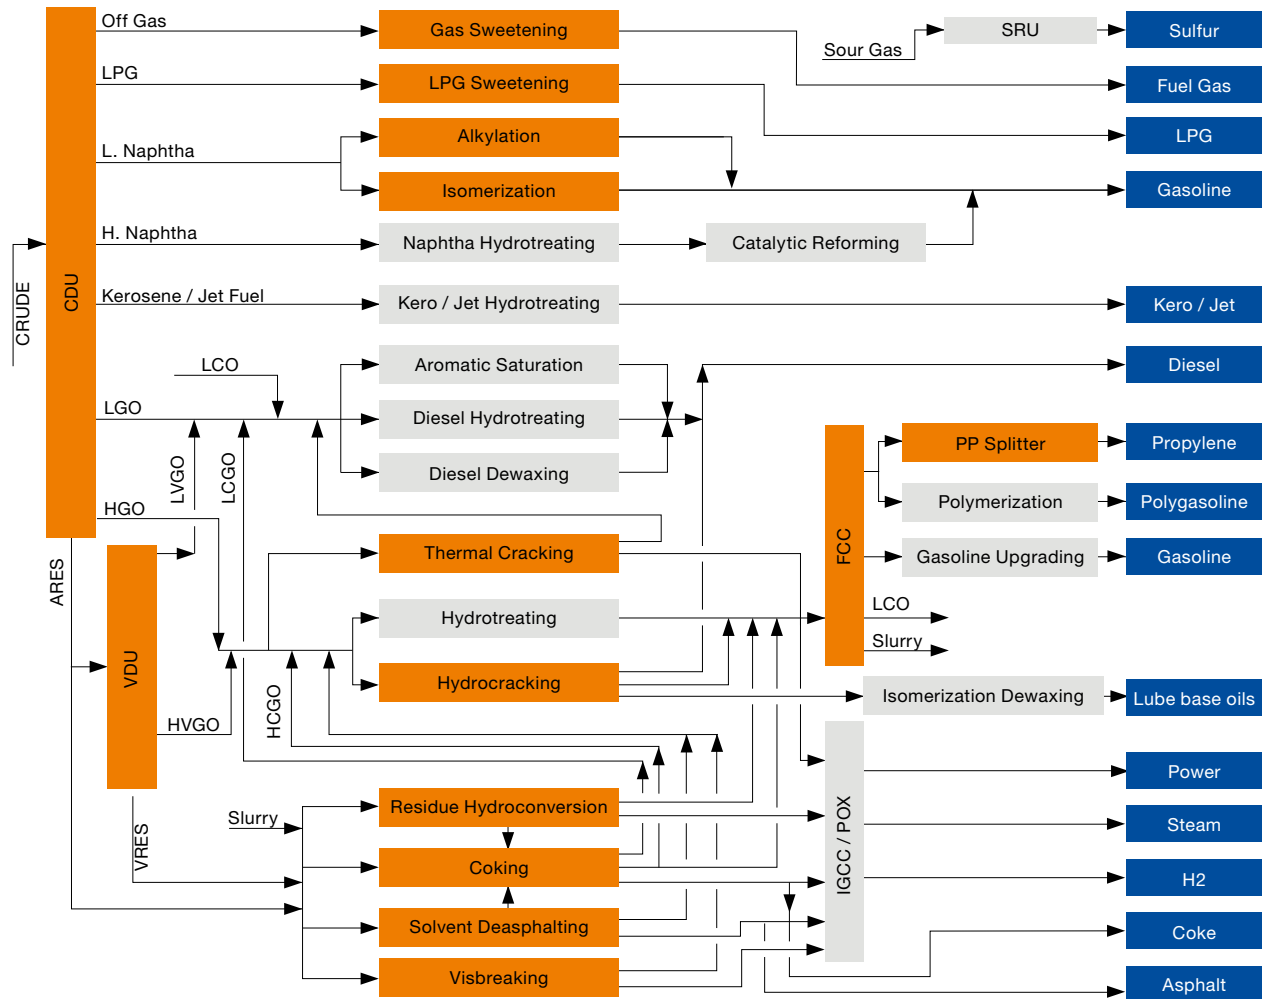 Off Gas
Gas Sweetening
SRU
Sulfur
Sour Gas
LPG
LPG Sweetening
Fuel Gas
Alkylation
LPG
L. Naphtha
Isomerization
Gasoline
H. Naphtha
Naphtha Hydrotreating
Catalytic Reforming
CRUDE
CDU
Kerosene / Jet Fuel
Kero / Jet Hydrotreating
Kero / Jet
LCO
Aromatic Saturation
Diesel
LGO
Diesel Hydrotreating
LVGO
LCGO
Diesel Dewaxing
FCC
PP Splitter
Propylene
Polymerization
Polygasoline
HGO
Thermal Cracking
Gasoline Upgrading
Gasoline
ARES
VDU
Hydrotreating
LCO
Slurry
Hydrocracking
Isomerization Dewaxing
Lube base oils
HVGO
HCGO
IGCC / POX
Power
Residue Hydroconversion
Slurry
Steam
VRES
Coking
H2
Solvent Deasphalting
Coke
Visbreaking
Asphalt